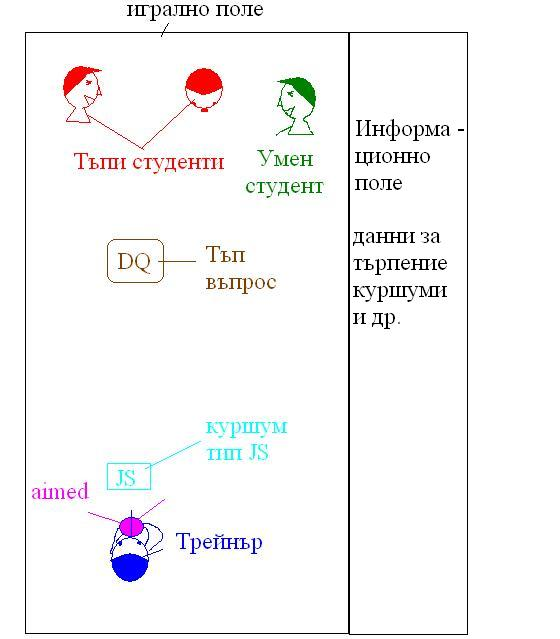 игрално поле
Тъпи студенти
Умен
студент
Информа -
ционно
поле
данни за
търпение
куршуми
и др.
DQ
Тъп
въпрос
куршум
тип JS
JS
aimed
Трейнър